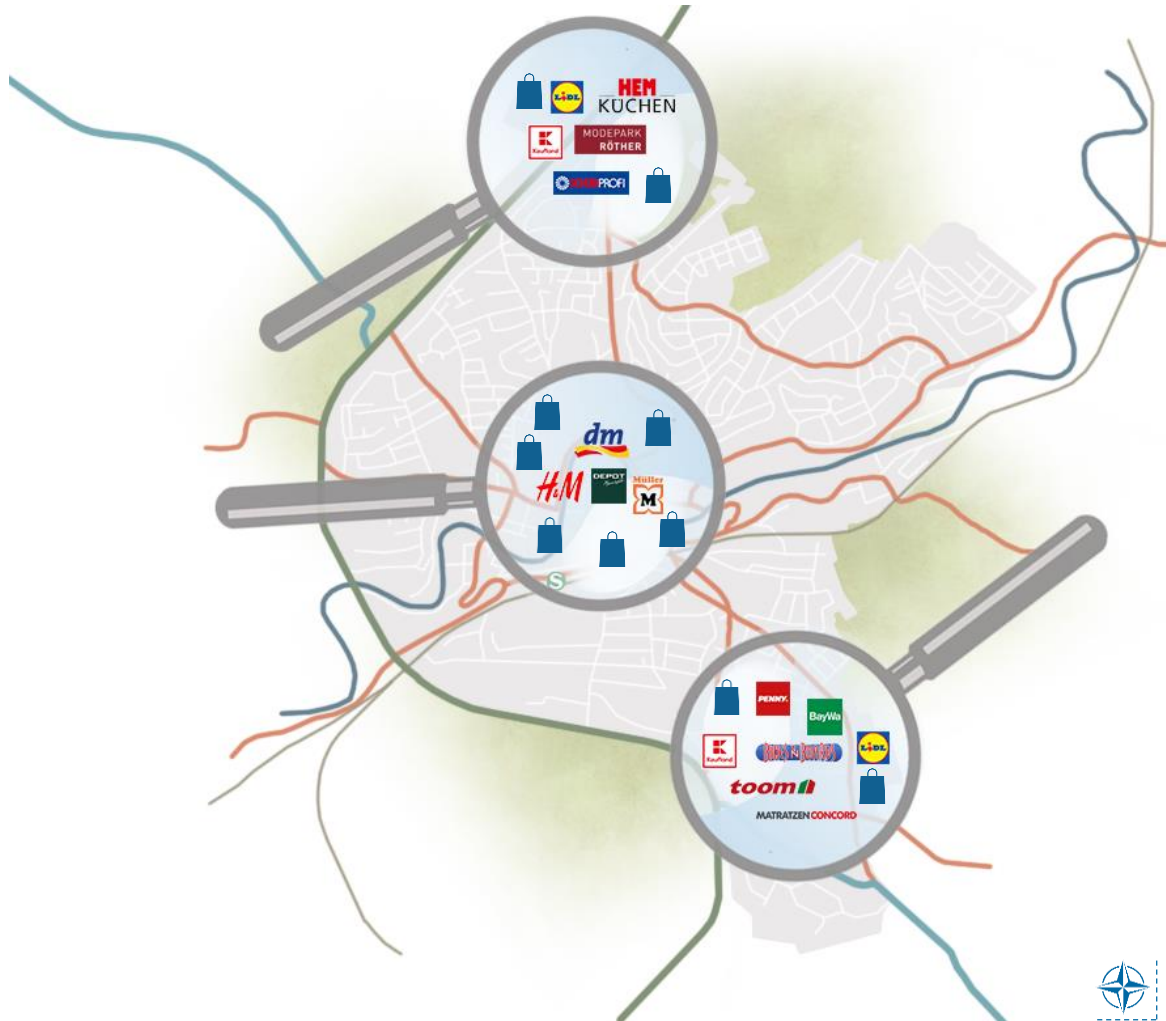 LIDL
HEM
KÜCHEN
Kaufland
MODEPARK
RÖTHER
PROFI
dm
H&M
DEPOT
Müller
M
S
PENNY.
BayWa
Kaufland
LIDL
toom
MATRATZEN CONCORD